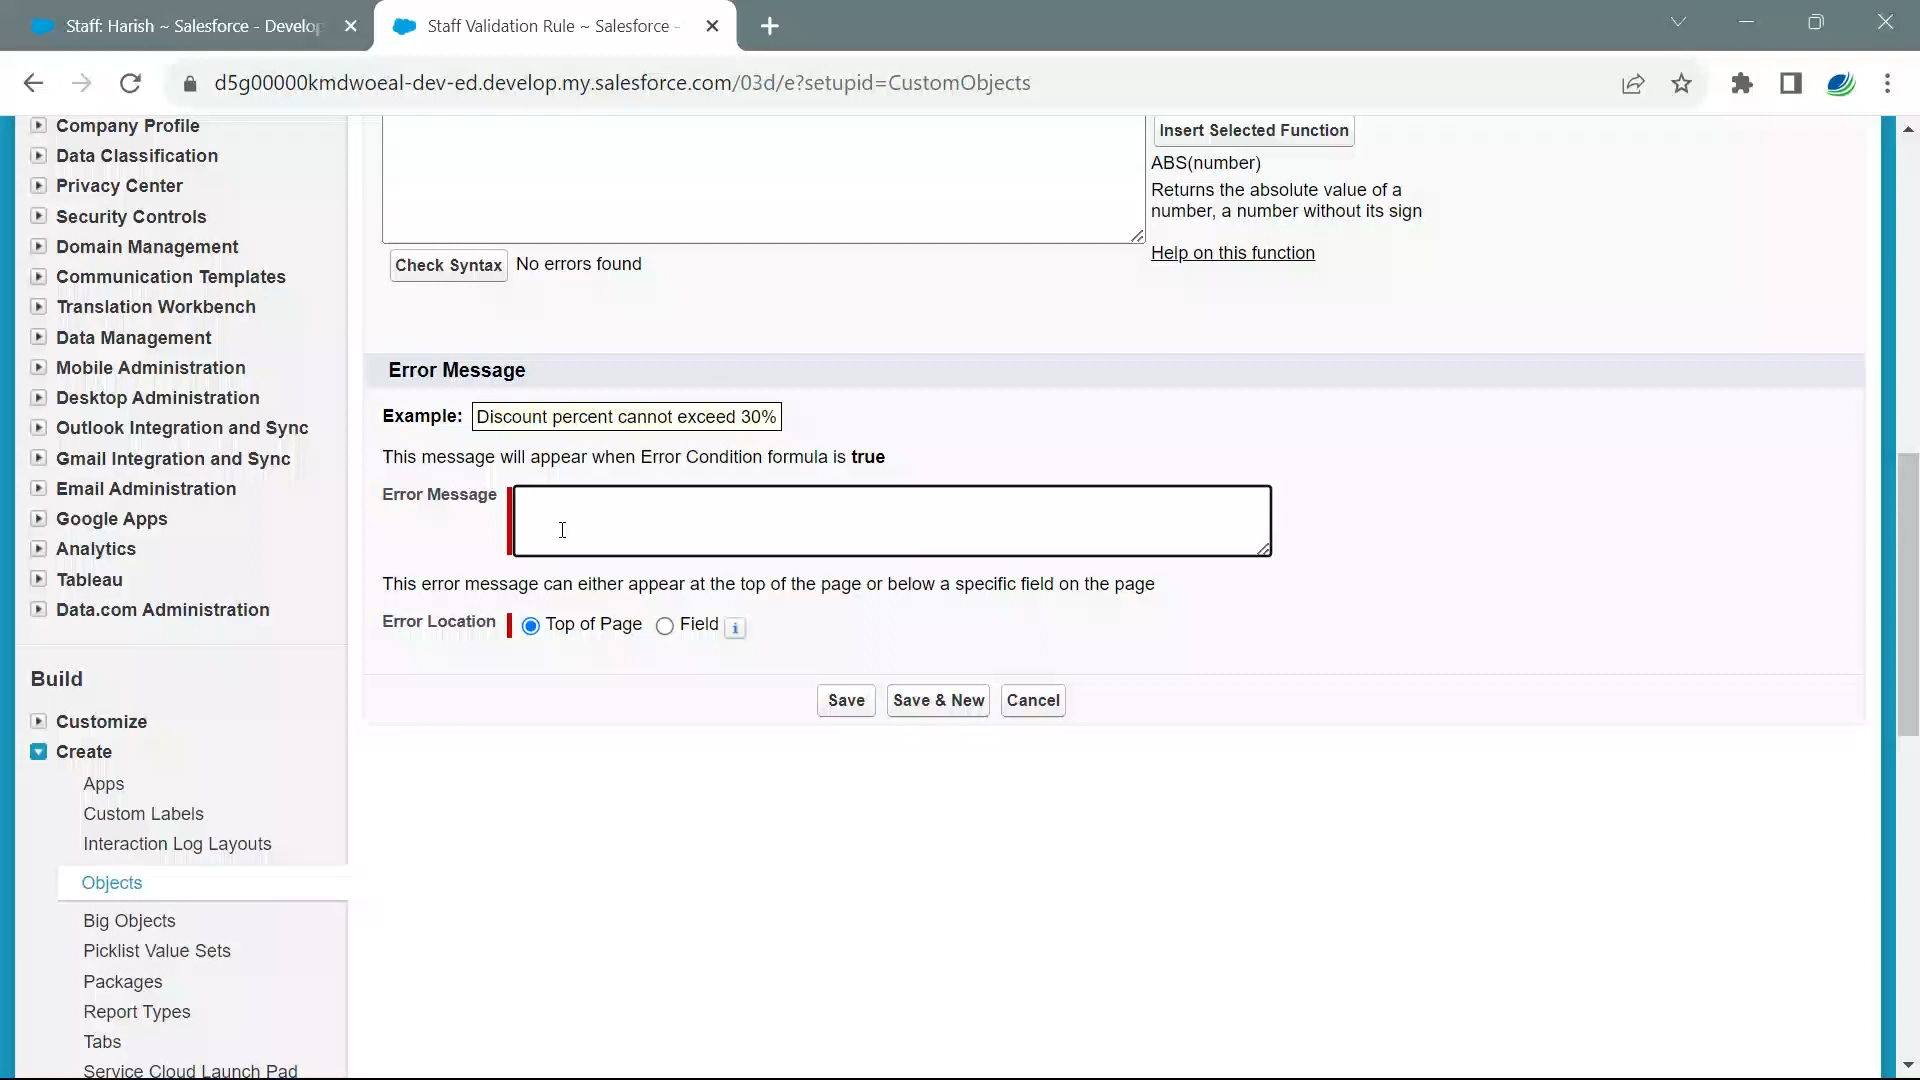 Staff: Harish ~ Salesforce - Develop
Staff Validation Rule ~ Salesforce -
d5g00000kmdwoeal-dev-ed.develop.my.salesforce.com/03d/e?setupid=CustomObjects
Company Profile
Data Classification
Privacy Center
Security Controls
Domain Management
Communication Templates
Translation Workbench
Data Management
Mobile Administration
Desktop Administration
Outlook Integration and Sync
Gmail Integration and Sync
Email Administration
Google Apps
Analytics
Tableau
Data.com Administration
Build
Customize
Create
Apps
Custom Labels
Interaction Log Layouts
Objects
Big Objects
Picklist Value Sets
Packages
Report Types
Tabs
Service Cloud Launch Pad
Insert Selected Function
ABS(number)
Returns the absolute value of a
number, a number without its sign
Help on this function
Check Syntax No errors found
Error Message
Example: Discount percent cannot exceed 30%
This message will appear when Error Condition formula is true
Error Message
This error message can either appear at the top of the page or below a specific field on the page
Error Location Top of Page Field i
Save Save & New Cancel